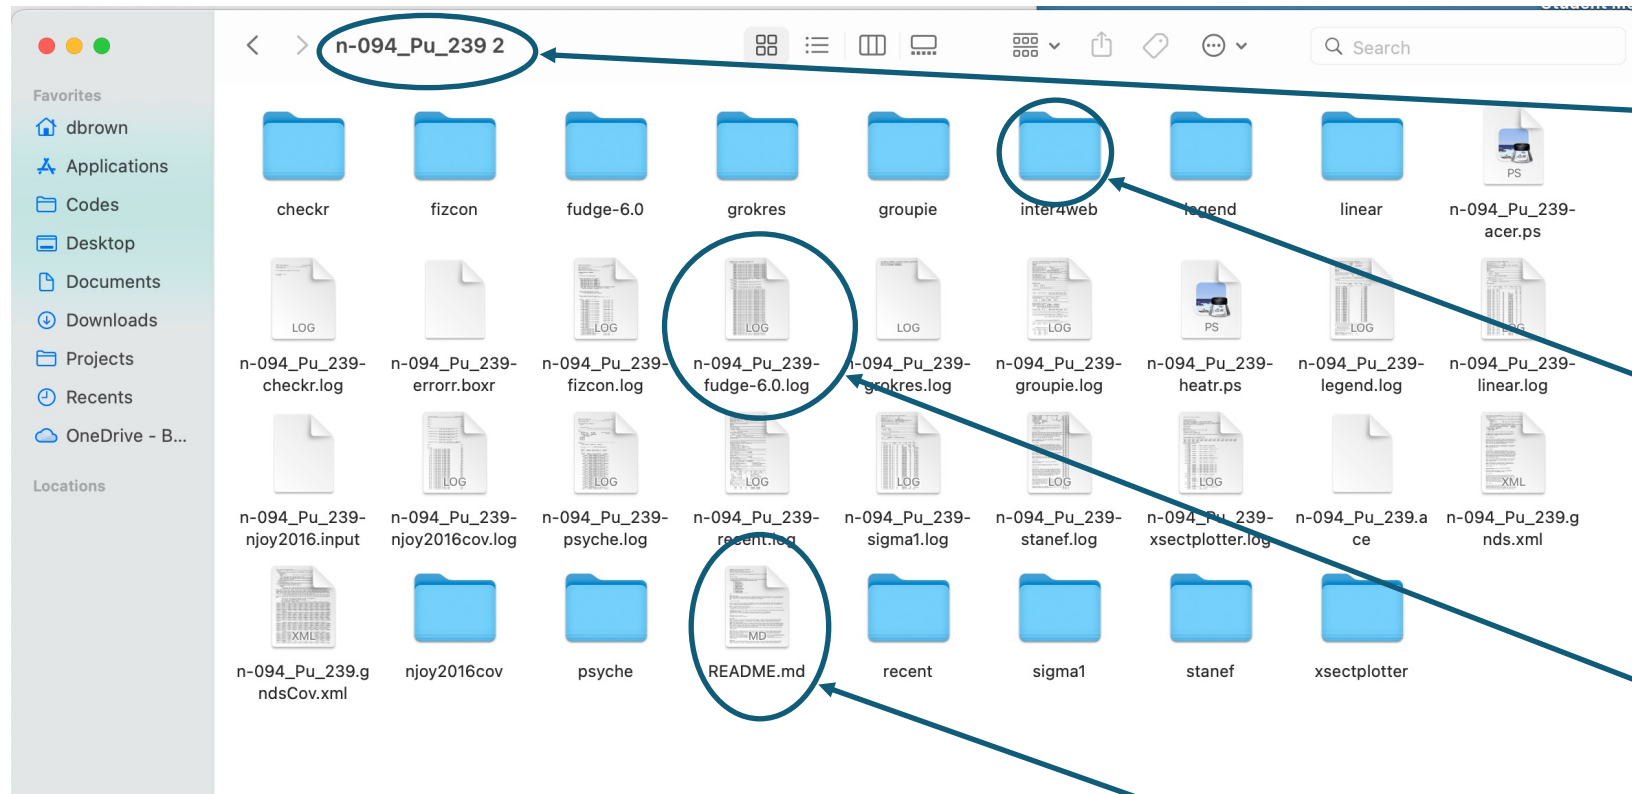 n-094_Pu_239 2
Search
Favorites
dbrown
Applications
Codes
Desktop
Documents
Downloads
Projects
Recents
OneDrive - B...
Locations
checkr
fizcon
fudge-6.0
grokres
groupie
inter4web
legend
linear
PS
n-094_Pu_239-
acer.ps
LOG
n-094_Pu_239-
checkr.log
n-094_Pu_239-
errorr.boxr
LOG
n-094_Pu_239-
fizcon.log
LOG
n-094_Pu_239-
fudge-6.0.log
LOG
n-094_Pu_239-
grokres.log
LOG
n-094_Pu_239-
groupie.log
PS
n-094_Pu_239-
heatr.ps
LOG
n-094_Pu_239-
legend.log
LOG
n-094_Pu_239-
linear.log
n-094_Pu_239-
njoy2016.input
LOG
n-094_Pu_239-
njoy2016cov.log
LOG
n-094_Pu_239-
psyche.log
LOG
n-094_Pu_239-
recent.log
LOG
n-094_Pu_239-
sigma1.log
LOG
n-094_Pu_239-
stanef.log
LOG
n-094_Pu_239-
xsectplotter.log
n-094_Pu_239.a
ce
XML
n-094_Pu_239.g
nds.xml
XML
n-094_Pu_239.g
ndsCov.xml
njoy2016cov
psyche
MD
README.md
recent
sigma1
stanef
xsectplotter